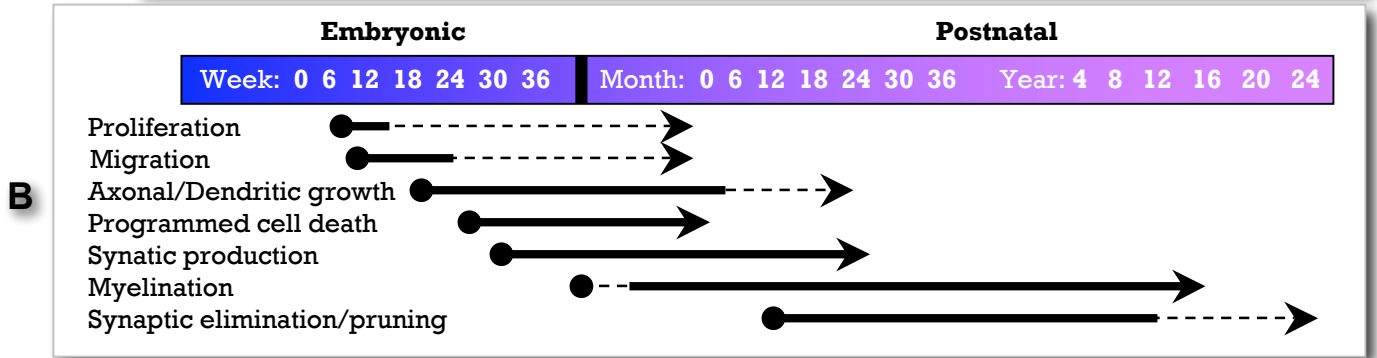 Embryonic Postnatal
Week: 0 6 12 18 24 30 36 Month: 0 6 12 18 24 30 36 Year: 4 8 12 16 20 24
Proliferation
Migration
Axonal/Dendritic growth
B
Programmed cell death
Synatic production
Myelination
Synaptic elimination/pruning